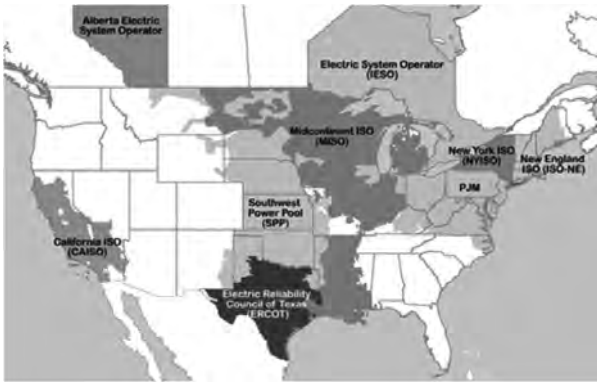 Alberta Electric
System Operator
Electric System Operator
(IESO)
Midcontinent ISO
(MISO)
New York ISO
(NYISO)
New England
ISO (ISO-NE)
PJM
Southwest
Power Pool
(SPP)
California ISO
(CAISO)
Electric Reliability
Council of Texas
(ERCOT)